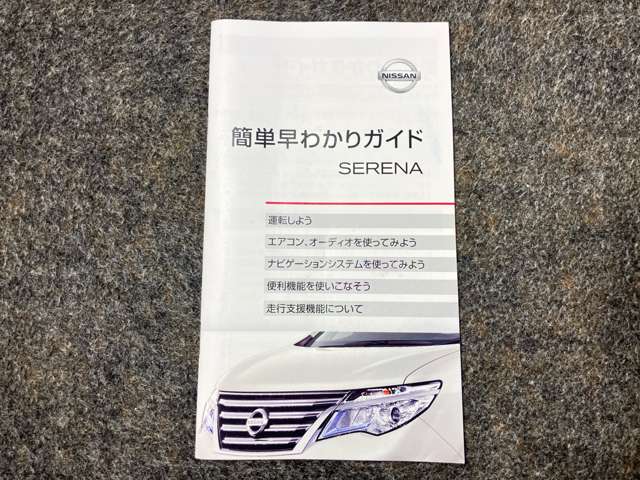 NISSAN
簡単早わかりガイド
SERENA
運転しよう
エアコン、オーディオを使ってみよう
ナビゲーションシステムを使ってみよう
便利機能を使いこなそう
走行支援機能について